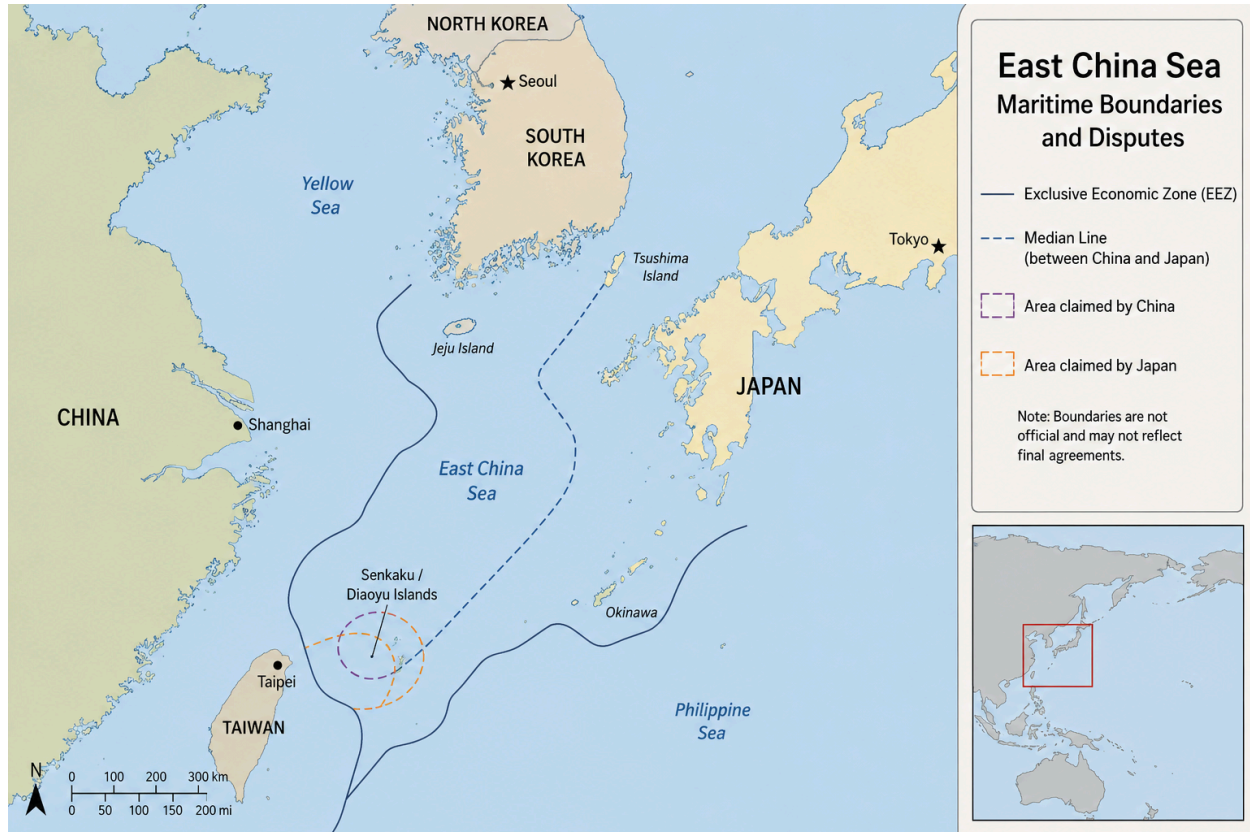 NORTH KOREA
Seoul
SOUTH
KOREA
Yellow
Sea
Tokyo
Tsushima
Island
Jeju Island
JAPAN
CHINA
Shanghai
East China
Sea
Senkaku /
Diaoyu Islands
Okinawa
Taipei
TAIWAN
Philippine
Sea
N
0 100 200 300 km
0 50 100 150 200 mi
East China Sea
Maritime Boundaries
and Disputes
Exclusive Economic Zone (EEZ)
Median Line
(between China and Japan)
Area claimed by China
Area claimed by Japan
Note: Boundaries are not
official and may not reflect
final agreements.